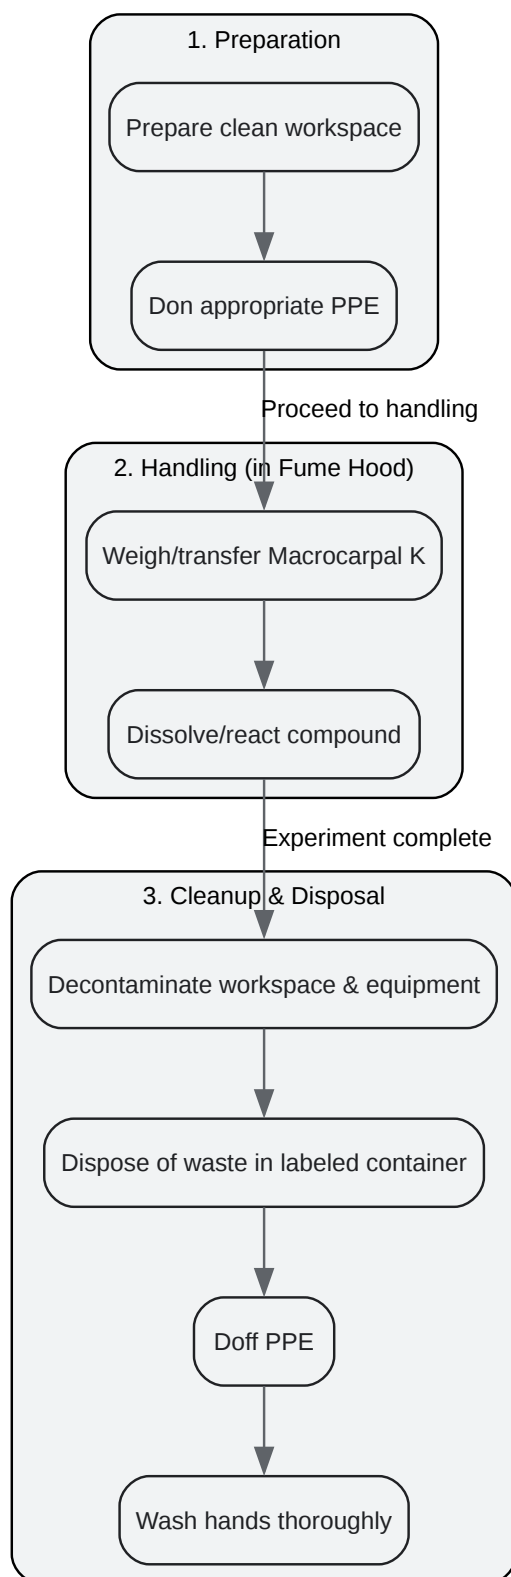 1. Preparation
Prepare clean workspace
Don appropriate PPE
Proceed to handling
2. Handling (in Fume Hood)
Weigh/transfer Macrocarpal K
Dissolve/react compound
Experiment complete
3. Cleanup & Disposal
Decontaminate workspace & equipment
Dispose of waste in labeled container
Doff PPE
Wash hands thoroughly